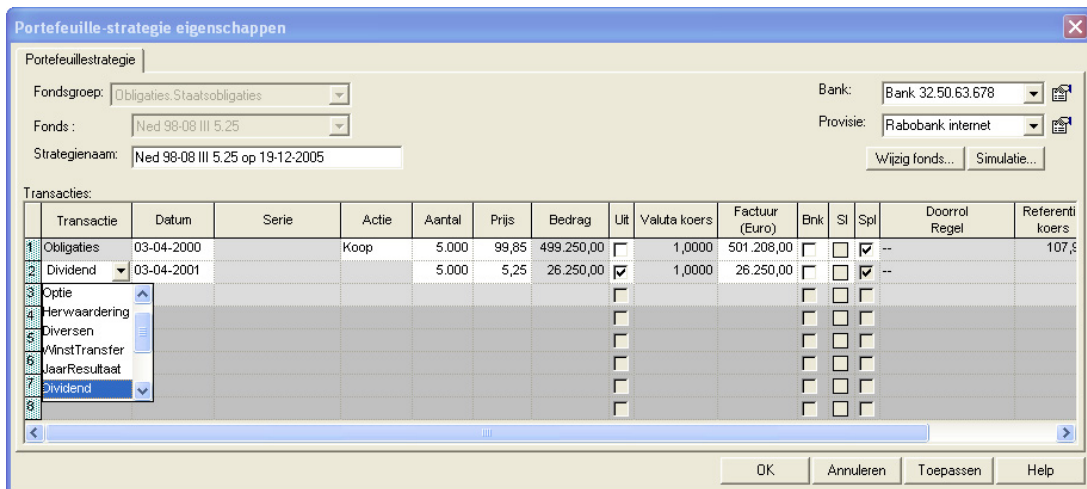 Portefeuille-strategie eigenschappen
Portefeuillestrategie
Fondsgroep: Obligaties.Staatsobligaties Bank: Bank 32.50.63.678
Fonds : Ned 98-08 III 5.25 Provisie: Rabobank internet
Strategienaam: Ned 98-08 III 5.25 op 19-12-2005 Wijzig fonds... Simulatie...
Transacties:
Transactie Datum Serie Actie Aantal Prijs Bedrag Uit Valuta koers Factuur (Euro) Bnk Sl Spl Doorrol Regel Referenti koers
1 Obligaties 03-04-2000 Koop 5.000 99,85 499.250,00 1,0000 501.208,00 -- 107,9
2 Dividend 03-04-2001 5.000 5,25 26.250,00 1,0000 26.250,00 --
3 Optie
4 Herwaardering
5 Diversen
WinstTransfer
6 JaarResultaat
7 Dividend
8
OK Annuleren Toepassen Help